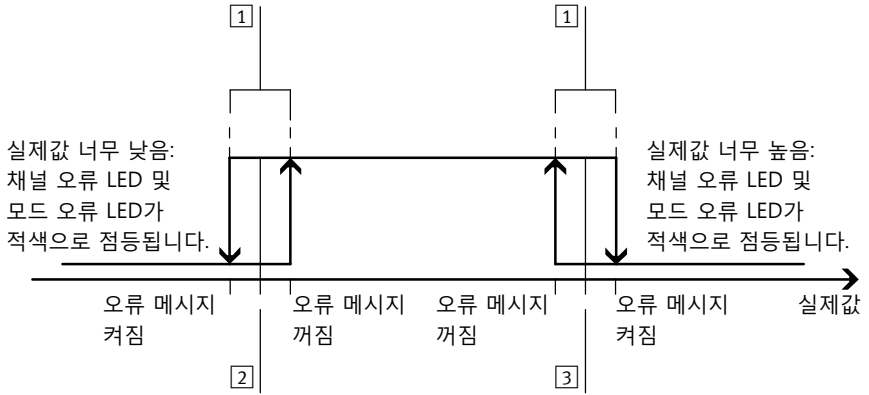 1
1
실제값 너무 낮음:
채널 오류 LED 및
모드 오류 LED가
적색으로 점등됩니다.
실제값 너무 높음:
채널 오류 LED 및
모드 오류 LED가
적색으로 점등됩니다.
오류 메시지
켜짐
오류 메시지
꺼짐
오류 메시지
꺼짐
오류 메시지
켜짐
실제값
2
3